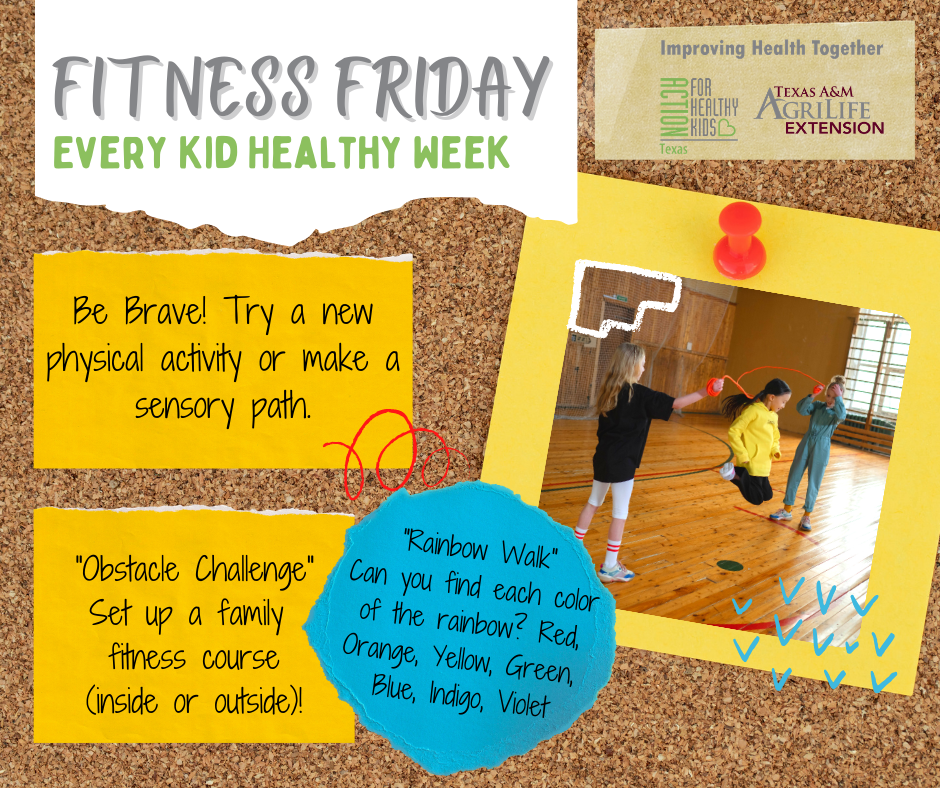 FITNESS FRIDAY
EVERY KID HEALTHY WEEK
Improving Health Together
ACTION
FOR
HEALTHY
KIDS
Texas
TEXAS A&M
AGRILIFE
EXTENSION
Be Brave! Try a new
physical activity or make a
sensory path.
"Obstacle Challenge"
Set up a family
fitness course
(inside or outside)!
"Rainbow Walk"
Can you find each color
of the rainbow? Red,
Orange, Yellow, Green,
Blue, Indigo, Violet